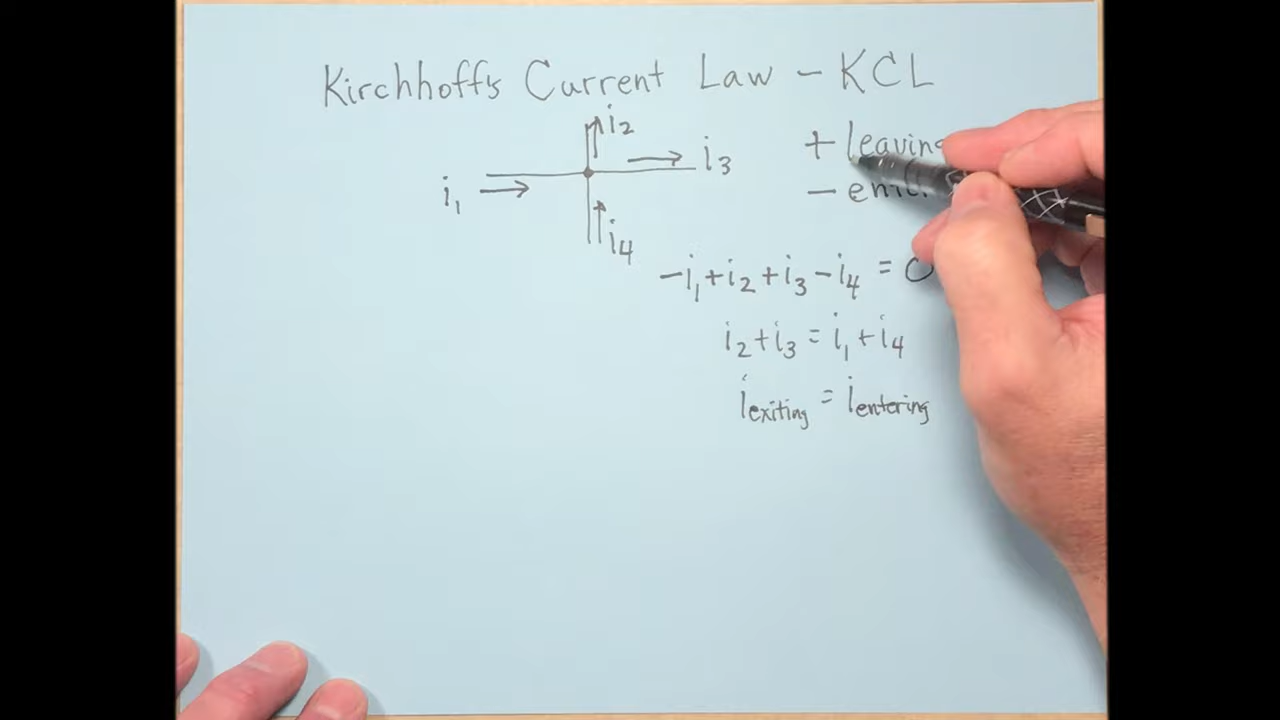 Kirchhoff's Current Law - KCL
i2
i3
i1
i4
+ leaving
-
-i1+i2+i3-i4 = 0
i2+i3 = i1+i4
iexiting = ientering